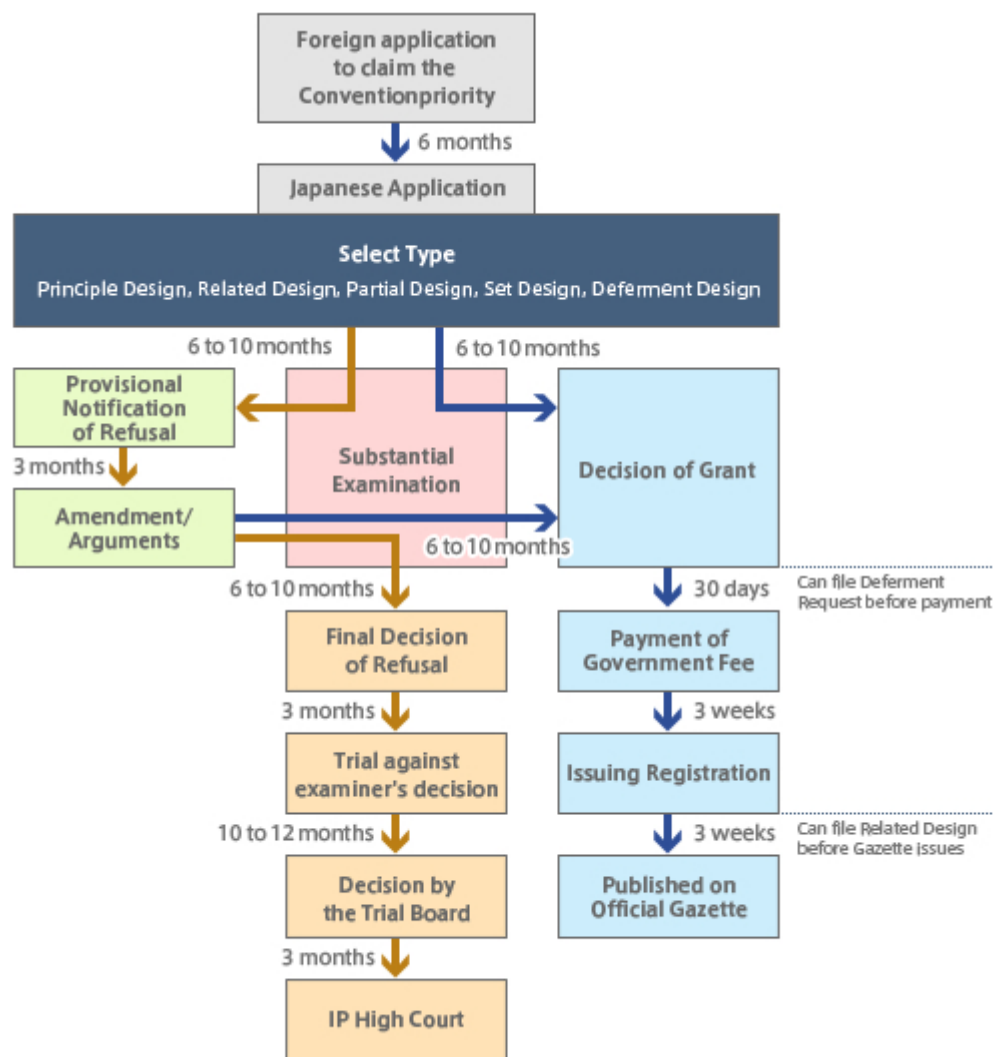 Foreign application
to claim the
Conventionpriority
6 months
Japanese Application
Select Type
Principle Design, Related Design, Partial Design, Set Design, Deferment Design
6 to 10 months
6 to 10 months
Provisional
Notification
of Refusal
3 months
Amendment/
Arguments
Substantial
Examination
Decision of Grant
6 to 10 months
6 to 10 months
30 days
Can file Deferment
Request before payment
Final Decision
of Refusal
Payment of
Government Fee
3 months
3 weeks
Trial against
examiner's decision
Issuing Registration
10 to 12 months
3 weeks
Can file Related Design
before Gazette issues
Decision by
the Trial Board
Published on
Official Gazette
3 months
IP High Court